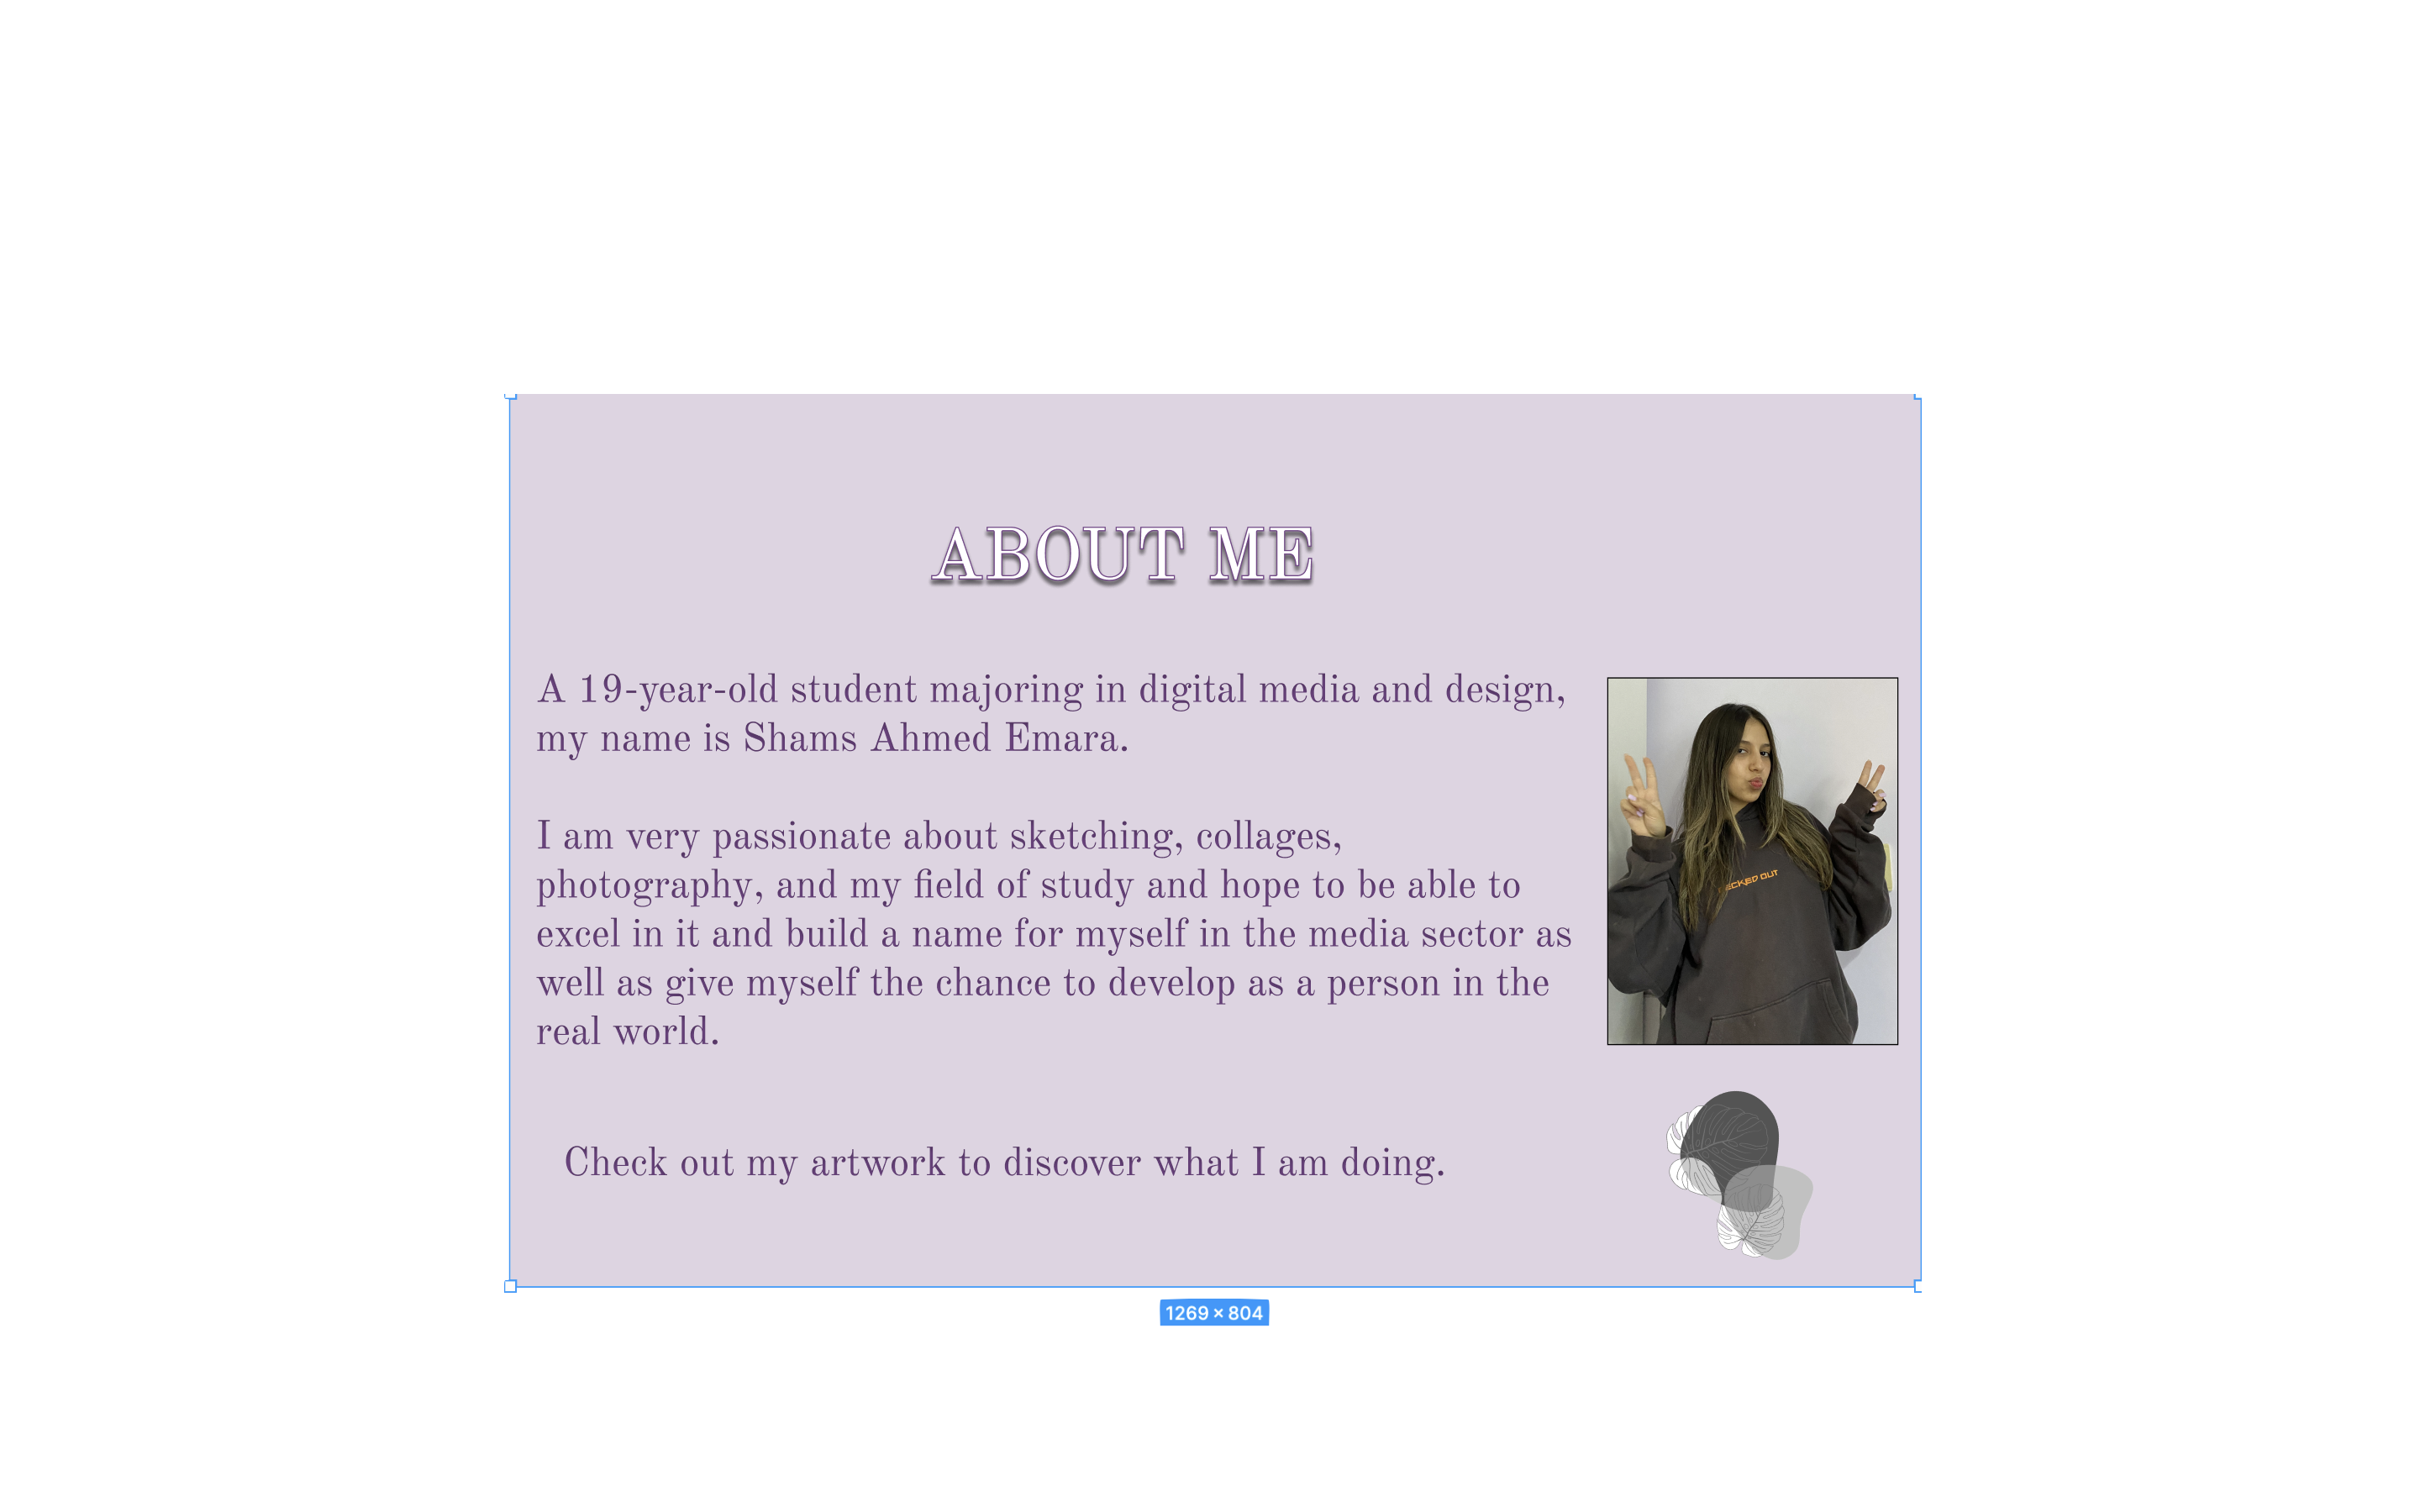 ABOUT ME
A 19-year-old student majoring in digital media and design,
my name is Shams Ahmed Emara.
I am very passionate about sketching, collages,
photography, and my field of study and hope to be able to
excel in it and build a name for myself in the media sector as
well as give myself the chance to develop as a person in the
real world.
ECKED OUT
Check out my artwork to discover what I am doing.
1269 × 804